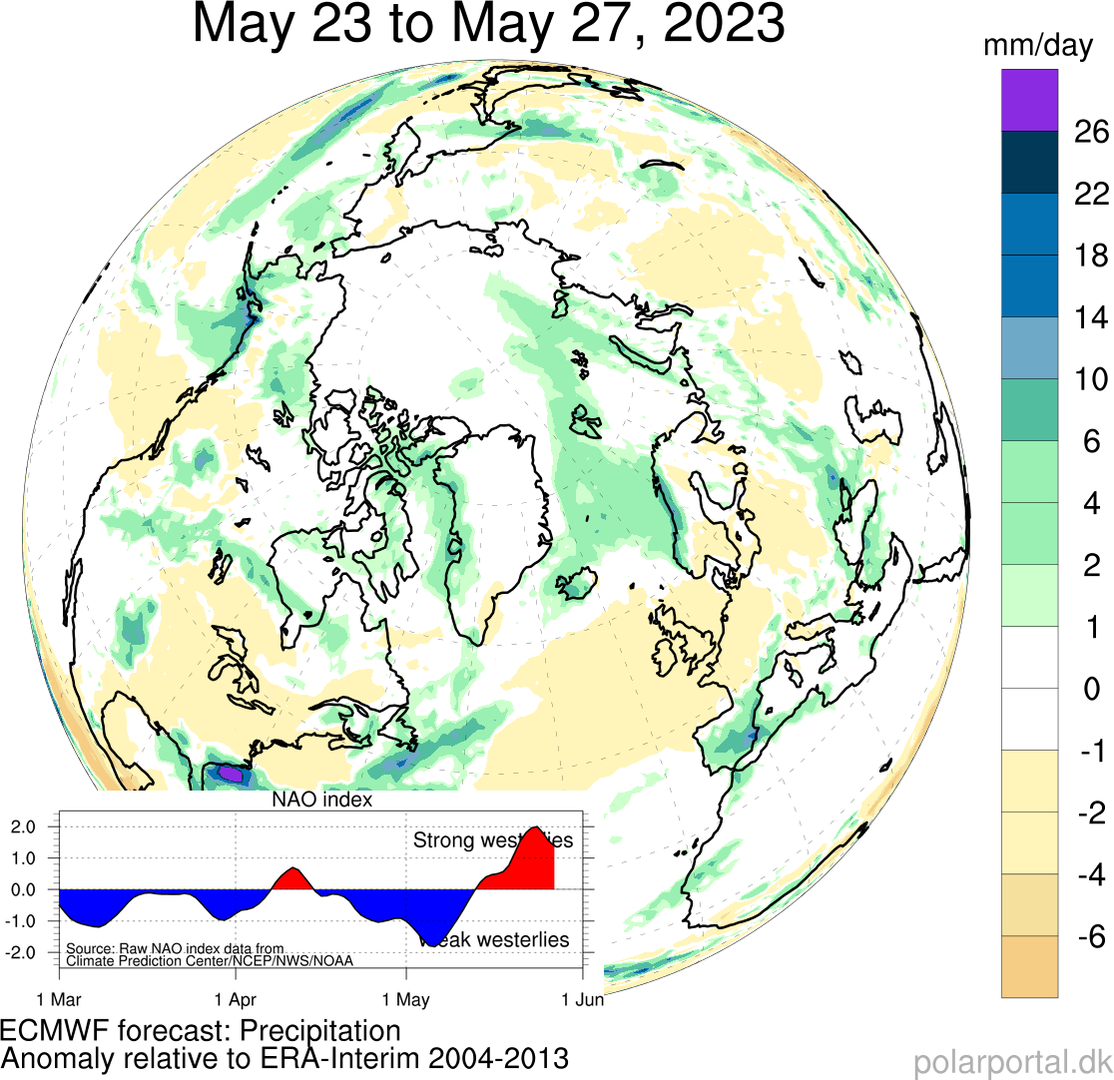 May 23 to May 27, 2023
mm/day
26
22
18
14
10
6
4
2
1
0
-1
-2
-4
-6
NAO index
2.0
1.0
0.0
-1.0
-2.0
Strong westerlies
Weak westerlies
Source: Raw NAO index data from
Climate Prediction Center/NCEP/NWS/NOAA
1 Mar
1 Apr
1 May
1 Jun
ECMWF forecast: Precipitation
Anomaly relative to ERA-Interim 2004-2013
polarportal.dk